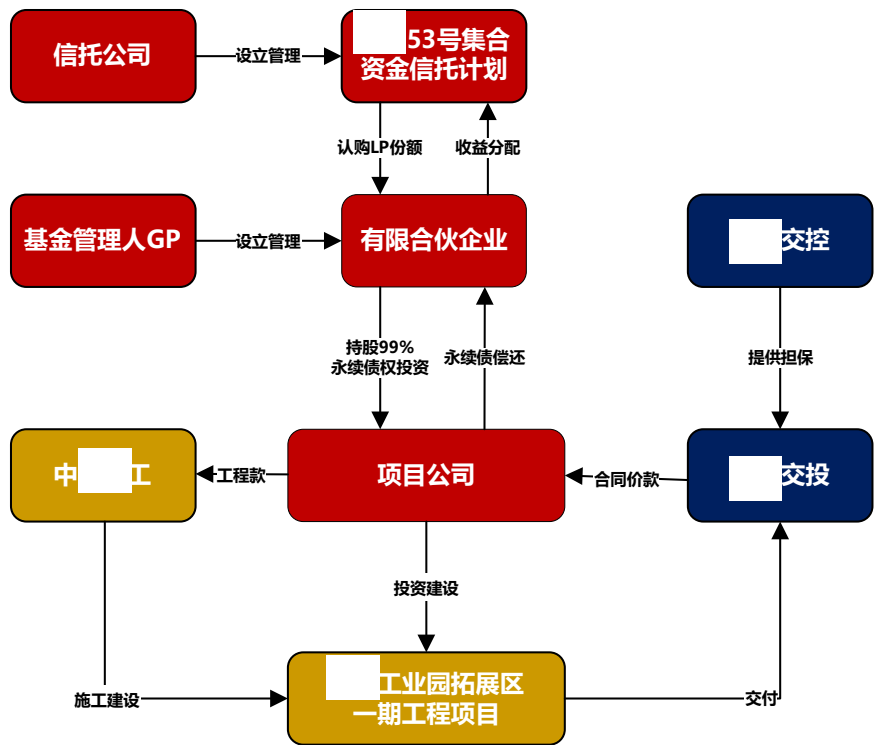 信托公司
设立管理
53号集合
资金信托计划
认购LP份额
收益分配
基金管理人GP
设立管理
有限合伙企业
交控
持股99%
永续债权投资
永续债偿还
提供担保
中
工
工程款
项目公司
合同价款
交投
投资建设
施工建设
工业园拓展区
一期工程项目
交付